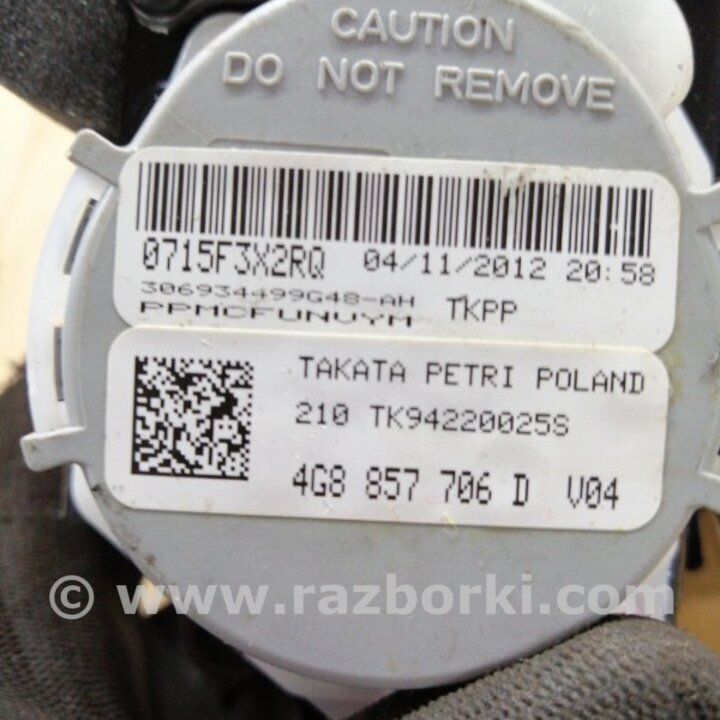 CAUTION
DO NOT REMOVE
0715F3X2RQ 04/11/2012 20:58
306934499G48-AH TKPP
PPMCFUNUYM
TAKATA PETRI POLAND
210 TK94220025S
4G8 857 706 D V04
© www.razborki.com